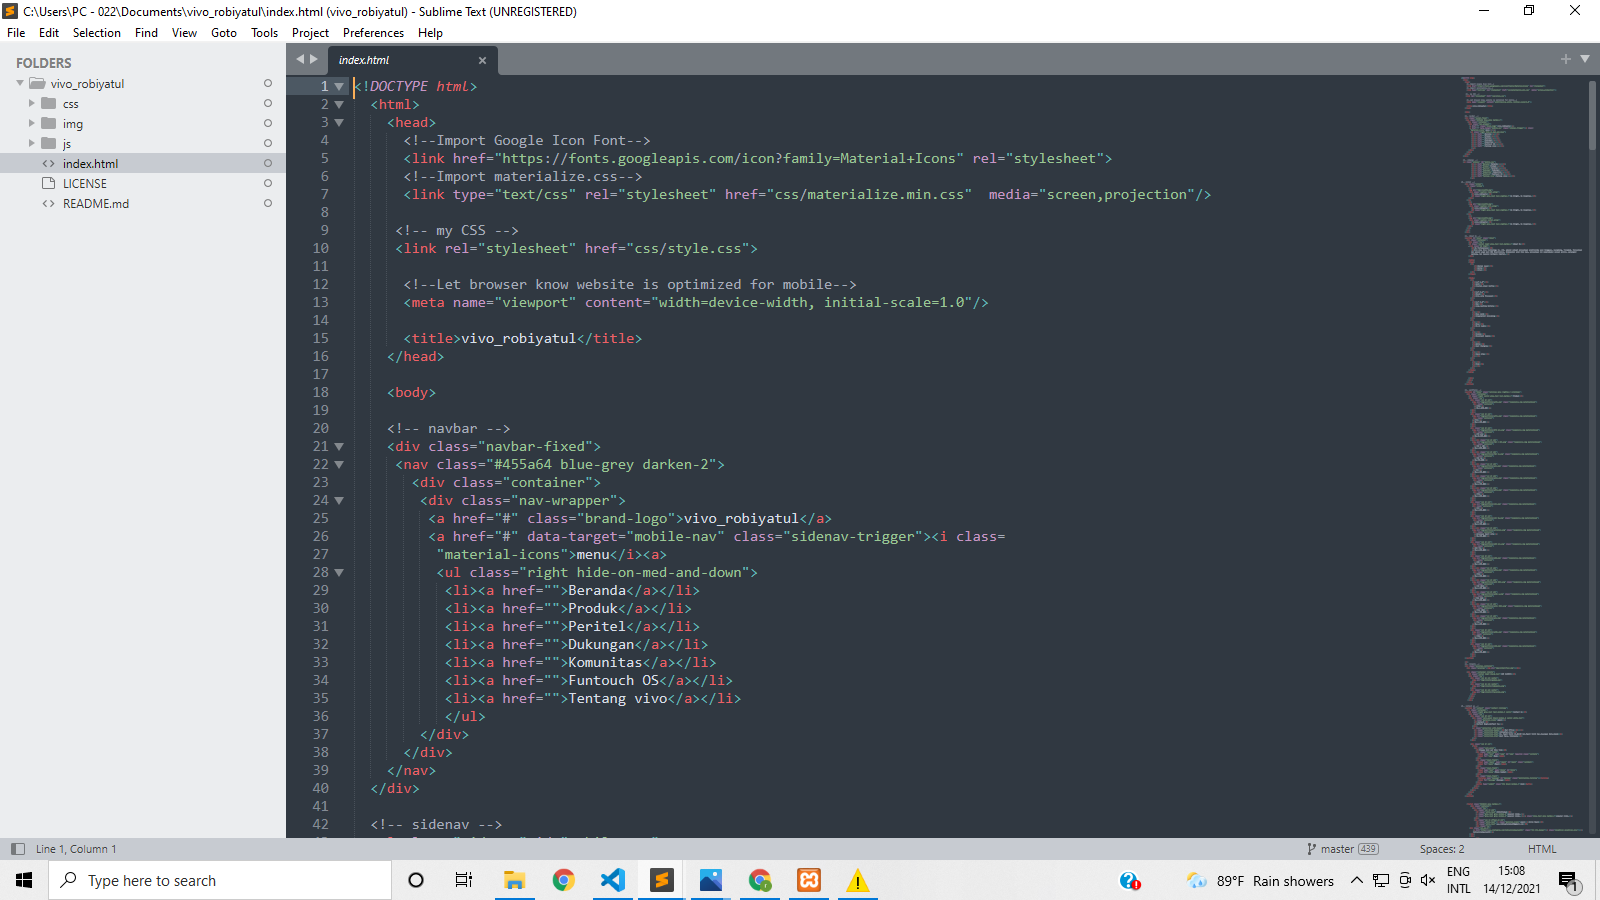 C:\Users\PC - 022\Documents\vivo_robiyatul\index.html (vivo_robiyatul) - Sublime Text (UNREGISTERED)
File Edit Selection Find View Goto Tools Project Preferences Help
FOLDERS
vivo_robiyatul
css
img
js
index.html
LICENSE
README.md
index.html
1 <!DOCTYPE html>
2 <html>
3 <head>
4 <!--Import Google Icon Font-->
5 <link href="https://fonts.googleapis.com/icon?family=Material+Icons" rel="stylesheet">
6 <!--Import materialize.css-->
7 <link type="text/css" rel="stylesheet" href="css/materialize.min.css"  media="screen,projection"/>
8
9 <!-- my CSS -->
10 <link rel="stylesheet" href="css/style.css">
11
12 <!--Let browser know website is optimized for mobile-->
13 <meta name="viewport" content="width=device-width, initial-scale=1.0"/>
14
15 <title>vivo_robiyatul</title>
16 </head>
17
18 <body>
19
20 <!-- navbar -->
21 <div class="navbar-fixed">
22 <nav class="#455a64 blue-grey darken-2">
23 <div class="container">
24 <div class="nav-wrapper">
25 <a href="#" class="brand-logo">vivo_robiyatul</a>
26 <a href="#" data-target="mobile-nav" class="sidenav-trigger"><i class=
27 "material-icons">menu</i><a>
28 <ul class="right hide-on-med-and-down">
29 <li><a href="">Beranda</a></li>
30 <li><a href="">Produk</a></li>
31 <li><a href="">Peritel</a></li>
32 <li><a href="">Dukungan</a></li>
33 <li><a href="">Komunitas</a></li>
34 <li><a href="">Funtouch OS</a></li>
35 <li><a href="">Tentang vivo</a></li>
36 </ul>
37 </div>
38 </div>
39 </nav>
40 </div>
41
42 <!-- sidenav -->
Line 1, Column 1
master 439
Spaces: 2
HTML
Type here to search
89°F Rain showers
ENG
INTL
15:08
14/12/2021
1